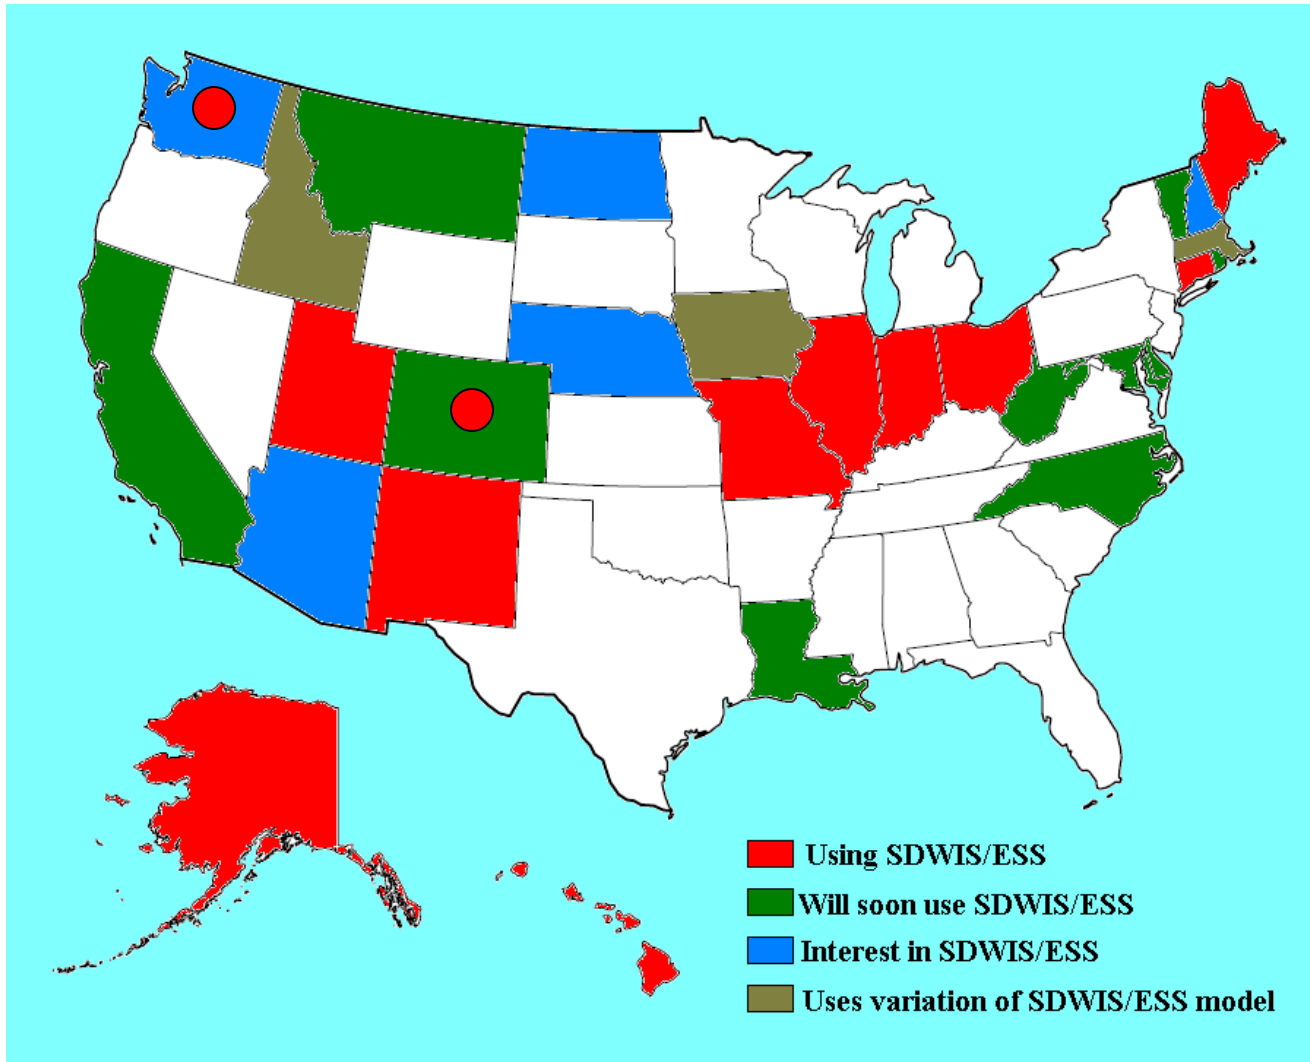 Using SDWIS/ESS
Will soon use SDWIS/ESS
Interest in SDWIS/ESS
Uses variation of SDWIS/ESS model